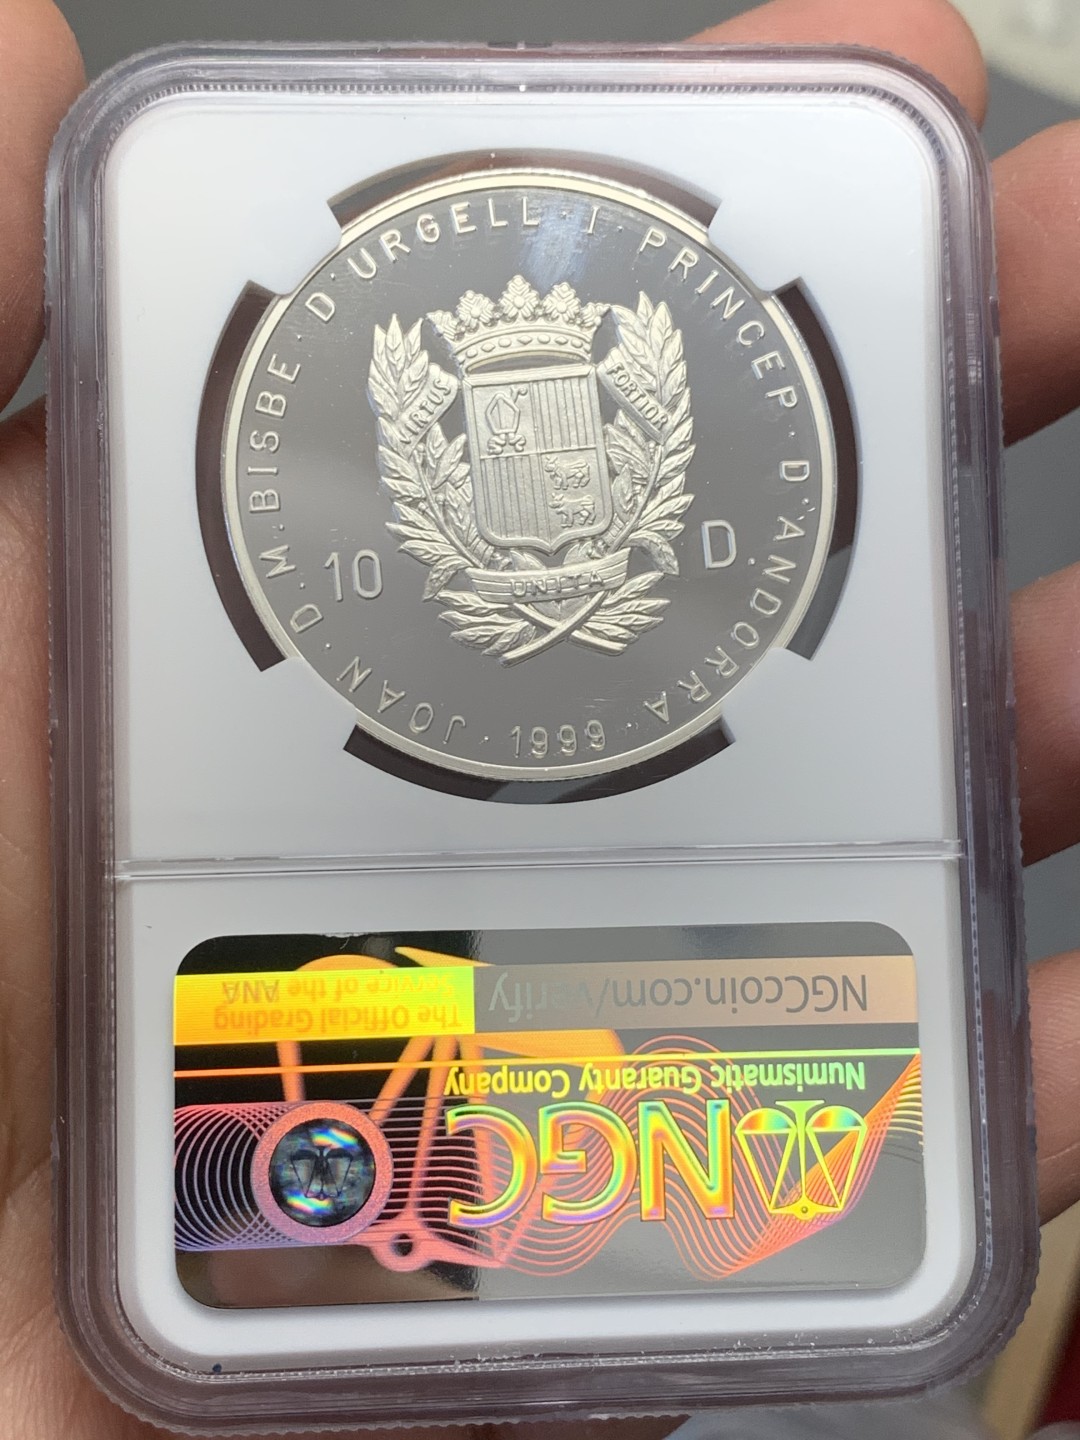 JOAN · D.M. BISBE · D'URGELL · I · PRINCEP · D'ANDORRA
VIRTUS
FORTIOR
10 D
UNITA
· 1999 ·
NGC
Numismatic Guaranty Company
NGCcoin.com/verify
The Official Grading
Service of the ANA